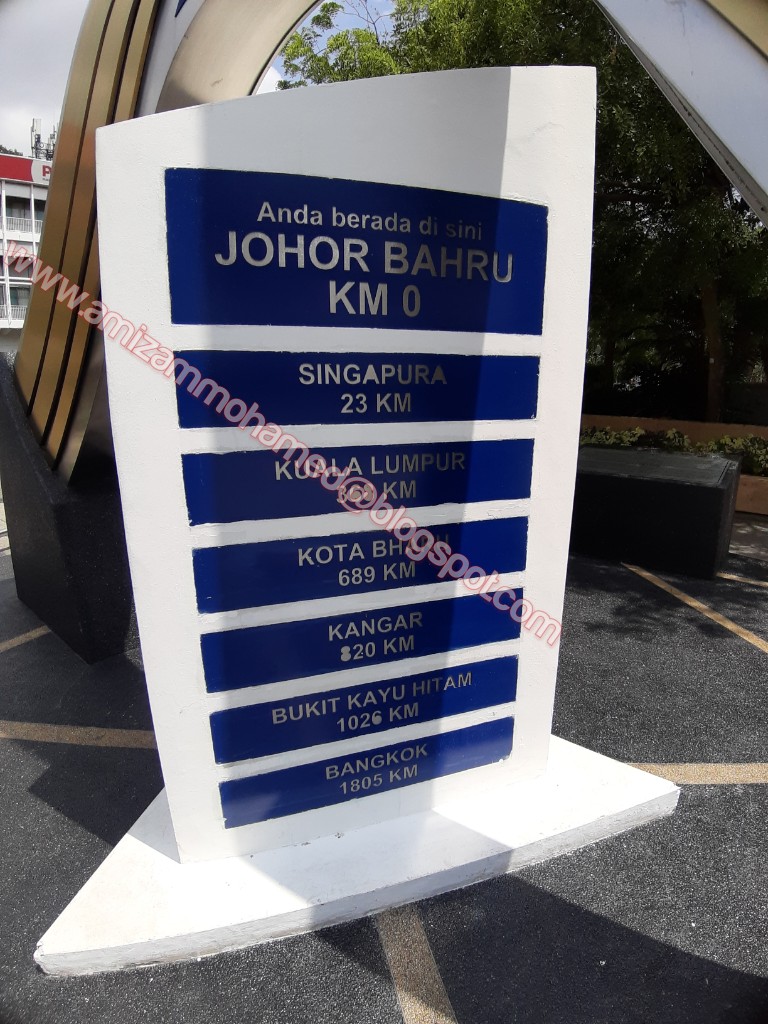 Anda berada di sini
JOHOR BAHRU
KM 0
SINGAPURA
23 KM
KUALA LUMPUR
KM
KOTA BHARU
689 KM
KANGAR
820 KM
BUKIT KAYU HITAM
1026 KM
BANGKOK
1805 KM
www.amizammohamed@blogspot.com